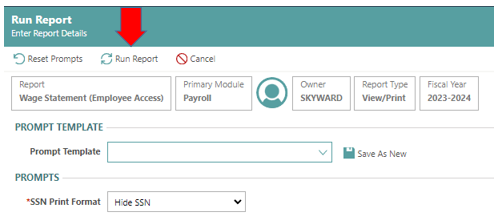 Run Report
Enter Report Details
Reset Prompts Run Report Cancel
Report Primary Module Owner Report Type Fiscal Year
Wage Statement (Employee Access) Payroll SKYWARD View/Print 2023-2024
PROMPT TEMPLATE
Prompt Template Save As New
PROMPTS
*SSN Print Format Hide SSN